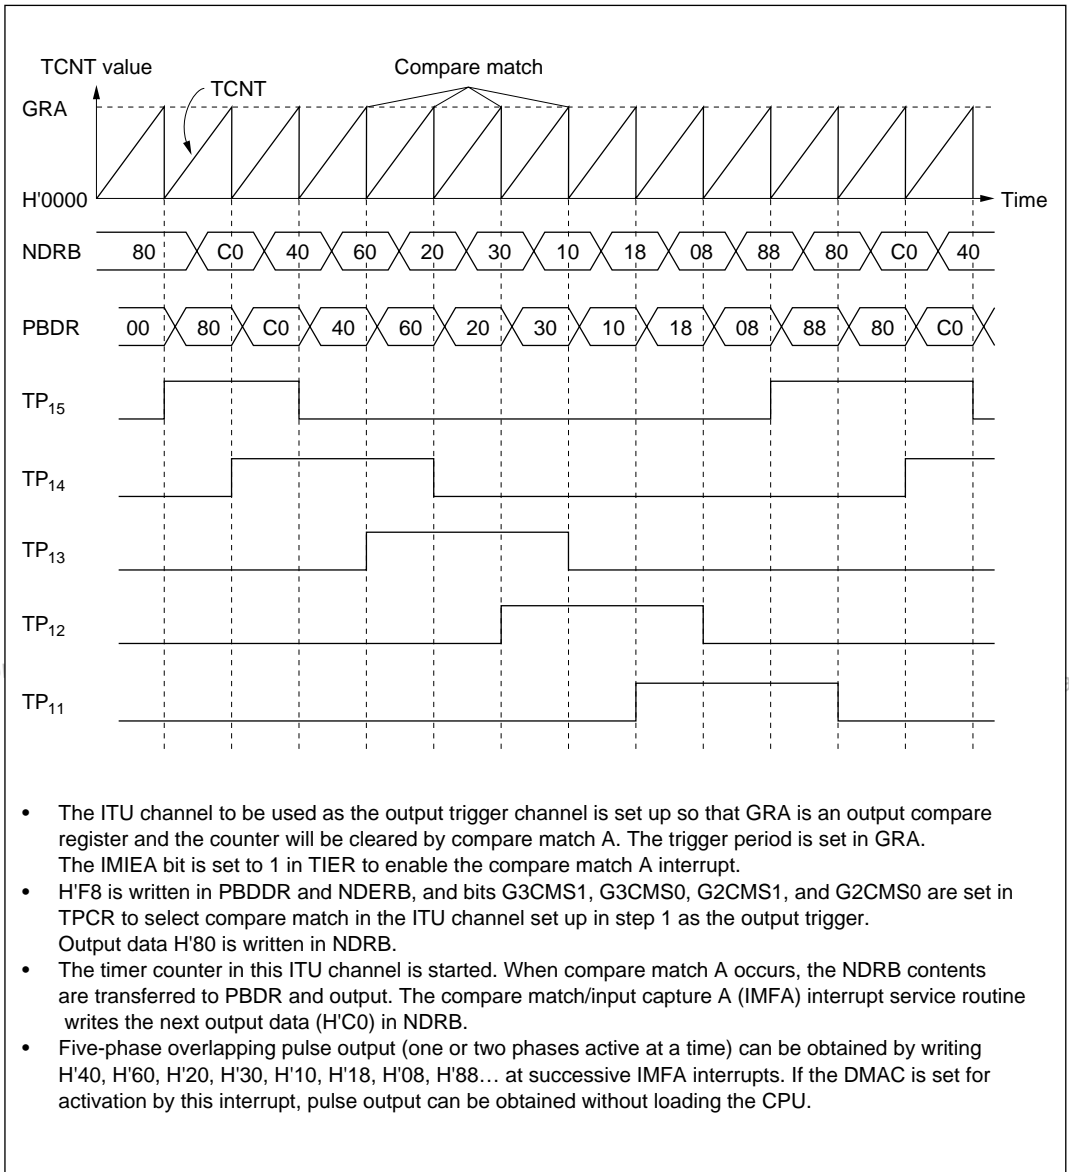 TCNT value
Compare match
TCNT
GRA
H'0000
Time
NDRB 80 C0 40 60 20 30 10 18 08 88 80 C0 40
PBDR 00 80 C0 40 60 20 30 10 18 08 88 80 C0
TP15
TP14
TP13
TP12
TP11
• The ITU channel to be used as the output trigger channel is set up so that GRA is an output compare
register and the counter will be cleared by compare match A. The trigger period is set in GRA.
The IMIEA bit is set to 1 in TIER to enable the compare match A interrupt.
• H'F8 is written in PBDDR and NDERB, and bits G3CMS1, G3CMS0, G2CMS1, and G2CMS0 are set in
TPCR to select compare match in the ITU channel set up in step 1 as the output trigger.
Output data H'80 is written in NDRB.
• The timer counter in this ITU channel is started. When compare match A occurs, the NDRB contents
are transferred to PBDR and output. The compare match/input capture A (IMFA) interrupt service routine
writes the next output data (H'C0) in NDRB.
• Five-phase overlapping pulse output (one or two phases active at a time) can be obtained by writing
H'40, H'60, H'20, H'30, H'10, H'18, H'08, H'88… at successive IMFA interrupts. If the DMAC is set for
activation by this interrupt, pulse output can be obtained without loading the CPU.